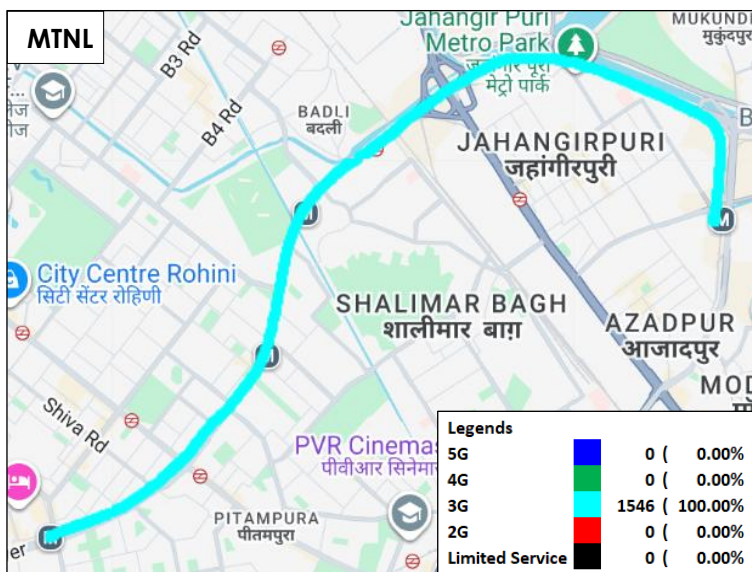 MTNL
Jahangir Puri
Metro Park
जहांगीर पूरी
मेट्रो पार्क
MUKUNDP
मुकुंदपुर
B3 Rd
B4 Rd
BADLI
बदली
JAHANGIRPURI
जहांगीरपुरी
City Centre Rohini
सिटी सेंटर रोहिणी
SHALIMAR BAGH
शालीमार बाग़
AZADPUR
आजादपुर
MOD
Shiva Rd
PVR Cinemas
पीवीआर सिनेमा
PITAMPURA
पीतमपुरा
Legends
5G 0 ( 0.00%
4G 0 ( 0.00%
3G 1546 ( 100.00%
2G 0 ( 0.00%
Limited Service 0 ( 0.00%